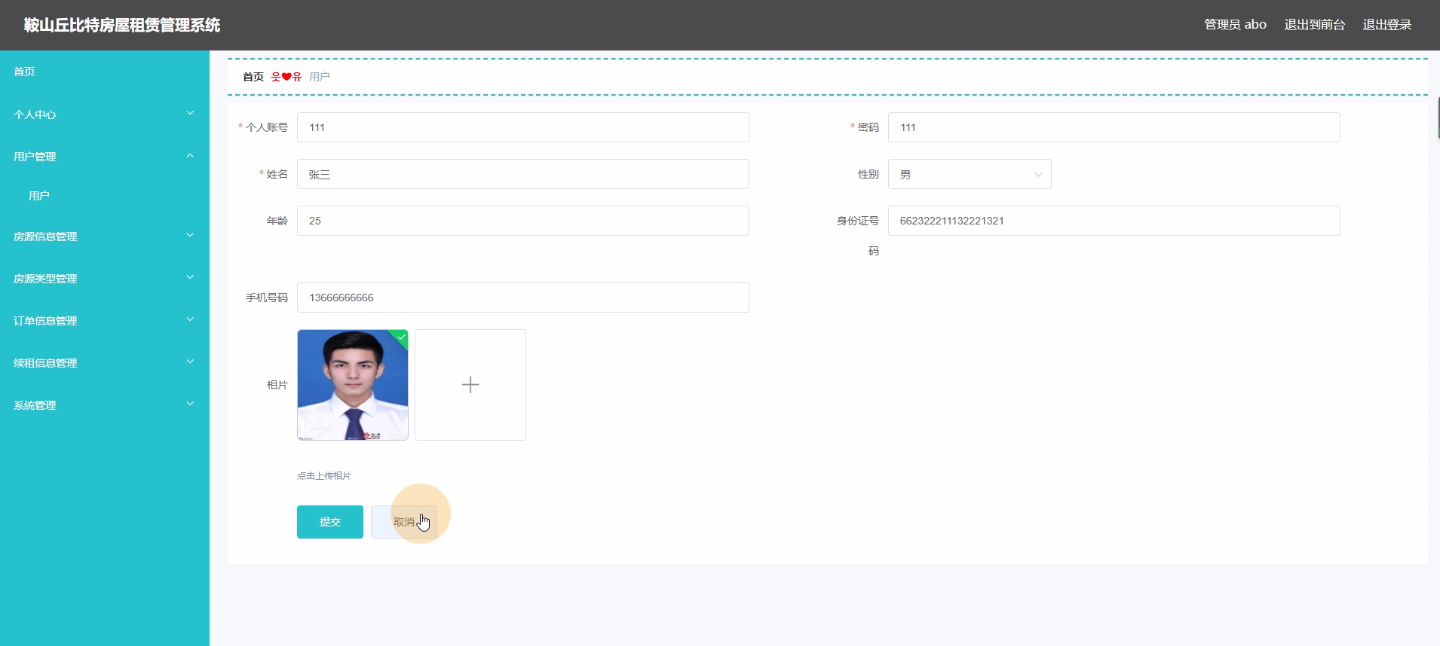 鞍山丘比特房屋租赁管理系统
管理员 abo 退出到前台 退出登录
首页
个人中心
用户管理
用户
房源信息管理
房源类型管理
订单信息管理
续租信息管理
系统管理
首页 웃❤유 用户
* 个人账号 111
* 密码 111
* 姓名 张三
性别 男
年龄 25
身份证号码 662322211132221321
手机号码 13666666666
相片
点击上传相片
提交 取消